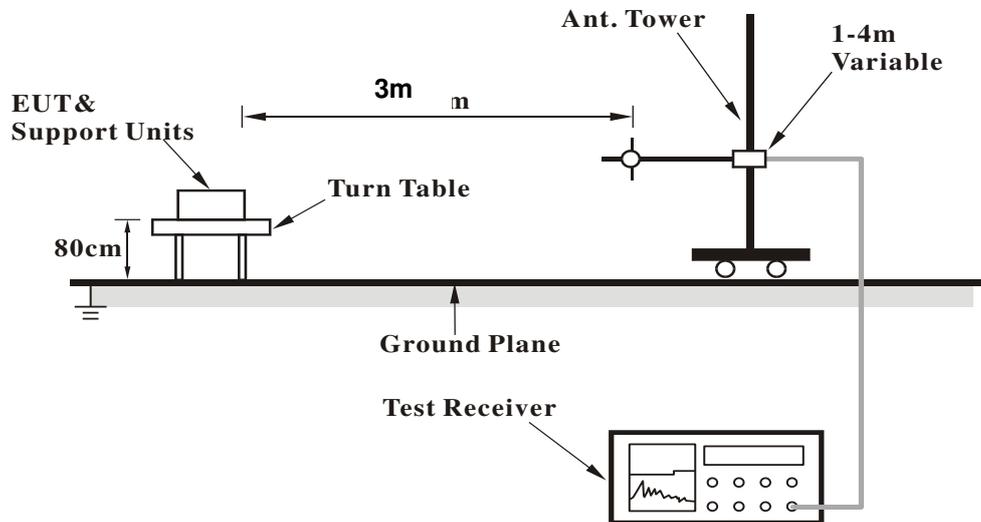 Ant. Tower
1-4m
Variable
3m
m
EUT&
Support Units
Turn Table
80cm
Ground Plane
Test Receiver